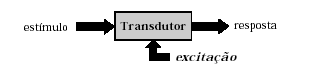 estímulo
Transdutor
resposta
excitação